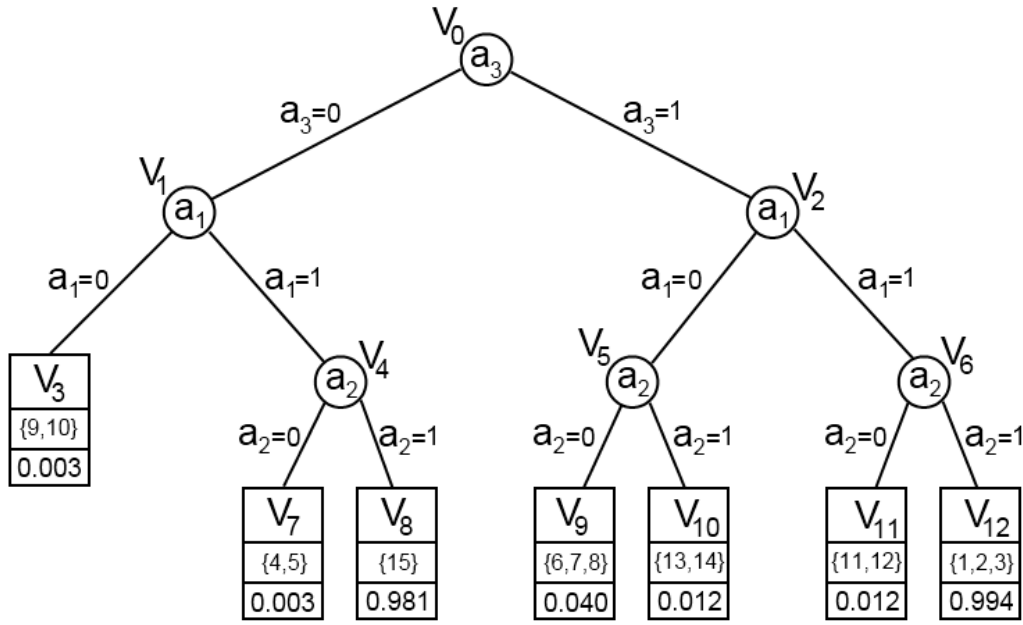 V₀
a₃
a₃=0
a₃=1
V₁
V₂
a₁
a₁
a₁=0
a₁=1
a₁=0
a₁=1
V₅
V₄
V₆
V₃
a₂
a₂
a₂
{9,10}
a₂=0
a₂=1
a₂=0
a₂=1
a₂=0
a₂=1
0.003
V₇
V₈
V₉
V₁₀
V₁₁
V₁₂
{4,5}
{15}
{6,7,8}
{13,14}
{11,12}
{1,2,3}
0.003
0.981
0.040
0.012
0.012
0.994